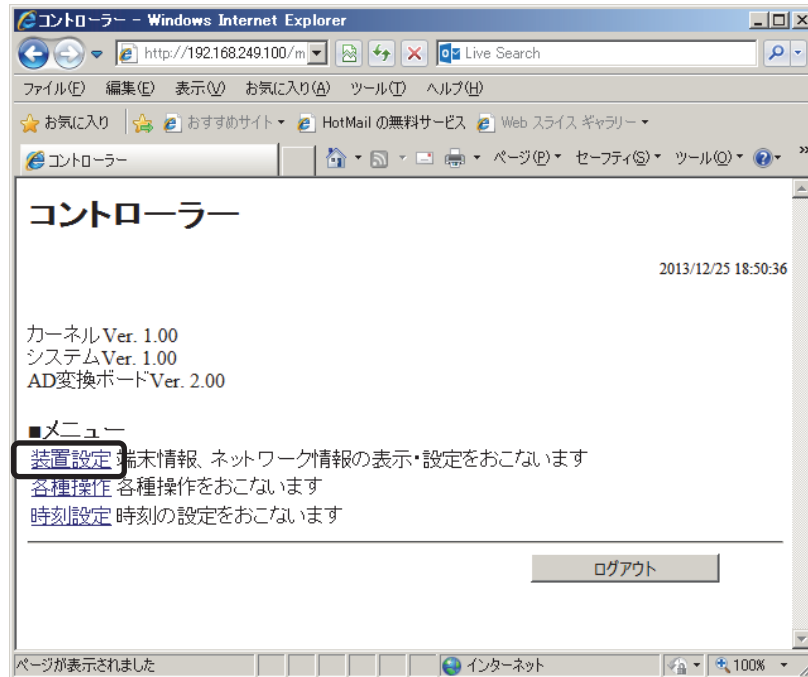 コントローラー - Windows Internet Explorer
http://192.168.249.100/m
Live Search
ファイル(F) 編集(E) 表示(V) お気に入り(A) ツール(T) ヘルプ(H)
お気に入り おすすめサイト HotMail の無料サービス Web スライス ギャラリー
コントローラー ページ(P) セーフティ(S) ツール(O) »
コントローラー
2013/12/25 18:50:36
カーネルVer. 1.00
システムVer. 1.00
AD変換ボードVer. 2.00
■メニュー
装置設定 端末情報、ネットワーク情報の表示・設定をおこないます
各種操作 各種操作をおこないます
時刻設定 時刻の設定をおこないます
ログアウト
ページが表示されました インターネット 100%